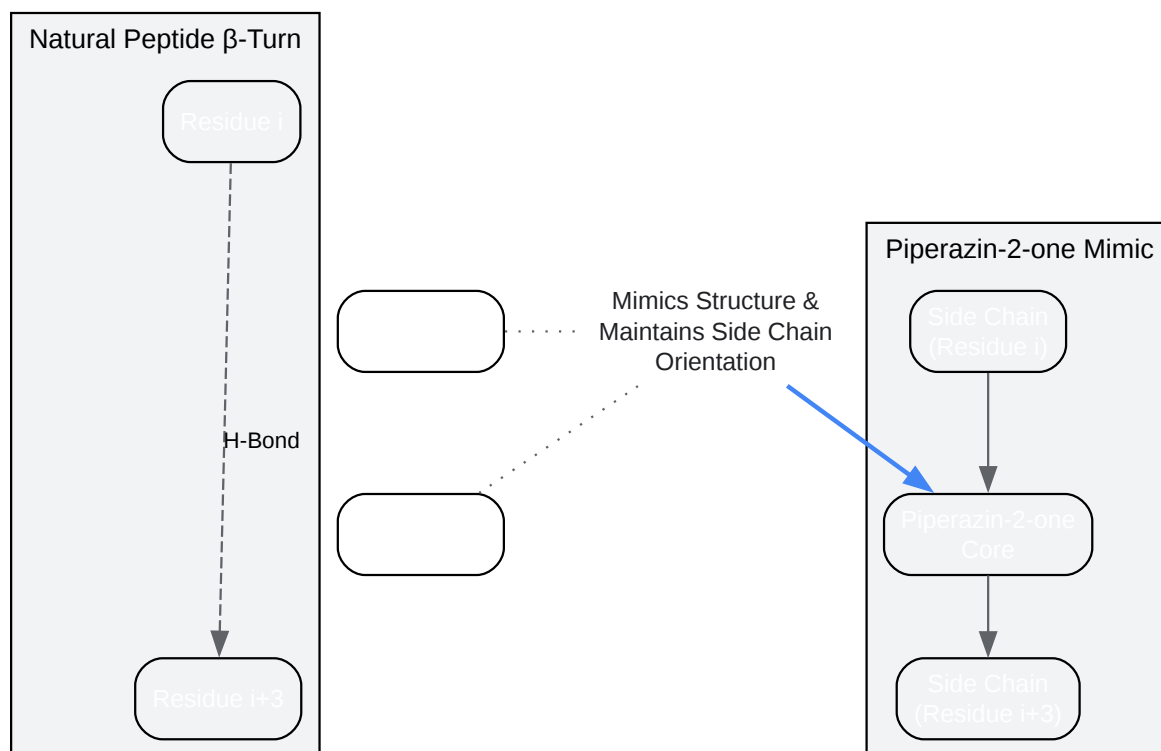 Natural Peptide β-Turn
Residue i
H-Bond
Residue i+3
Mimics Structure &
Maintains Side Chain
Orientation
Piperazin-2-one Mimic
Side Chain
(Residue i)
Piperazin-2-one
Core
Side Chain
(Residue i+3)